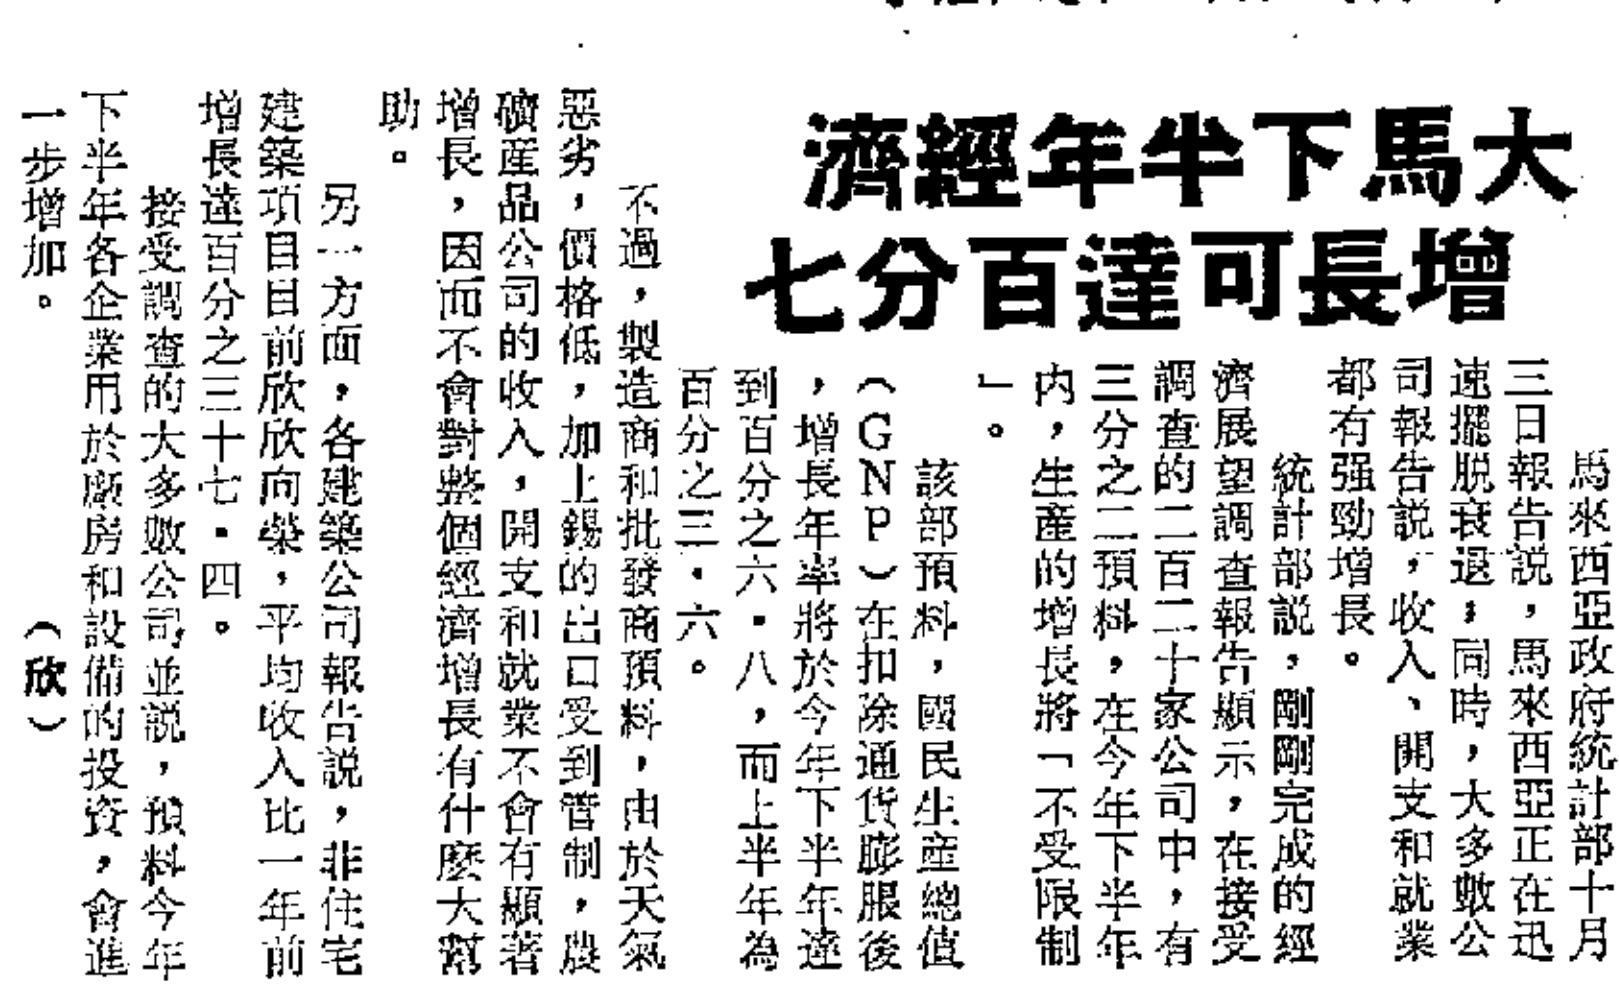 大馬下半年經濟
增長可達百分七
馬來西亞政府統計部十月
三日報告説，馬來西亞正在迅
速擺脱衰退；同時，大多數公
司報告説，收入、開支和就業
都有强勁增長。
統計部説，剛剛完成的經
濟展望調查報告顯示，在接受
調查的二百二十家公司中，有
三分之二預料，在今年下半年
内，生産的增長將「不受限制
」。
該部預料，國民生産總值
（GNP）在扣除通貨膨服後
，增長年率將於今年下半年達
到百分之六·八，而上半年為
百分之三·六。
不過，製造商和批發商預料，由於天氣
惡劣，價格低，加上錫的出口受到管制，農
礦産品公司的收入，開支和就業不會有顯著
增長，因而不會對整個經濟增長有什麽大幫
助。
另一方面，各建築公司報告説，非住宅
建築項目目前欣欣向榮，平均收入比一年前
增長達百分之三十七·四。
接受調查的大多數公司並説，預料今年
下半年各企業用於廠房和設備的投資，會進
一步增加。（欣）